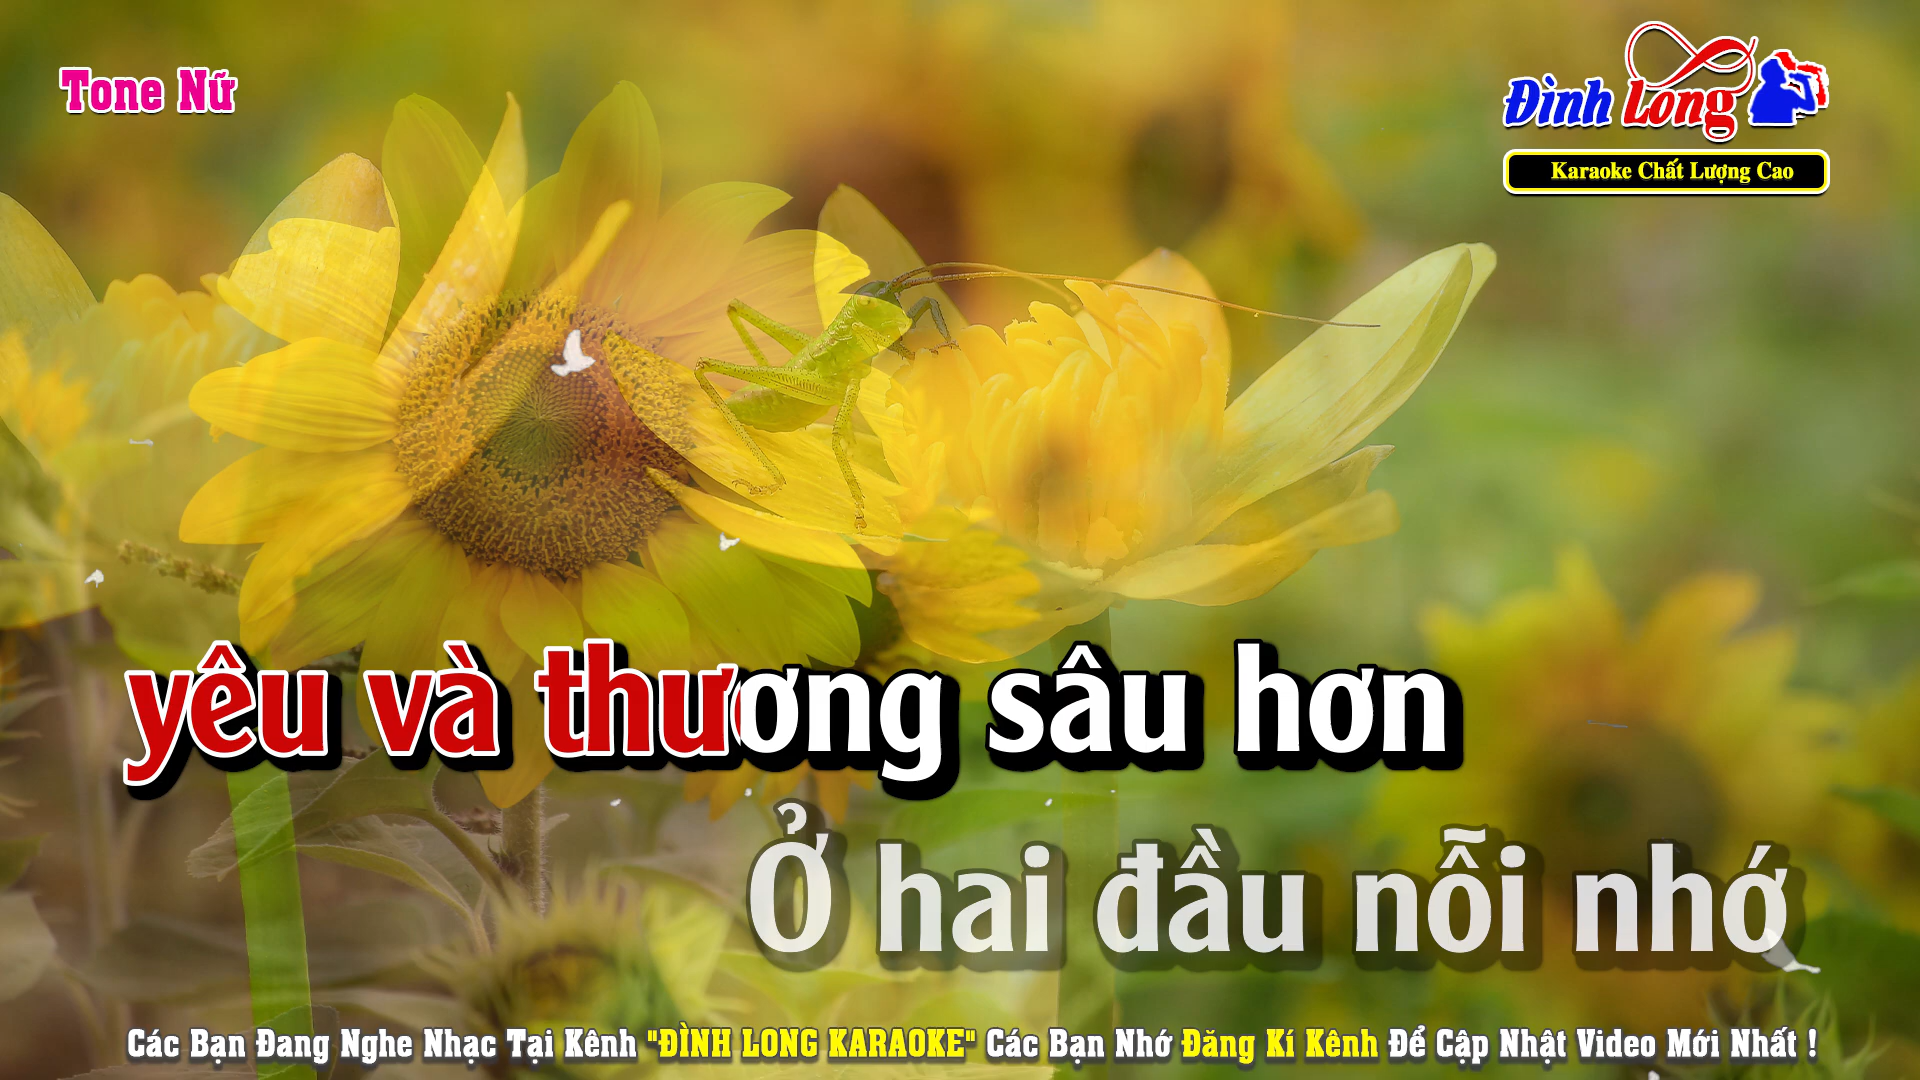 Tone Nữ
Đình Long
Karaoke Chất Lượng Cao
yêu và thương sâu hơn
Ở hai đầu nỗi nhớ
Các Bạn Đang Nghe Nhạc Tại Kênh "ĐÌNH LONG KARAOKE" Các Bạn Nhớ Đăng Kí Kênh Để Cập Nhật Video Mới Nhất !